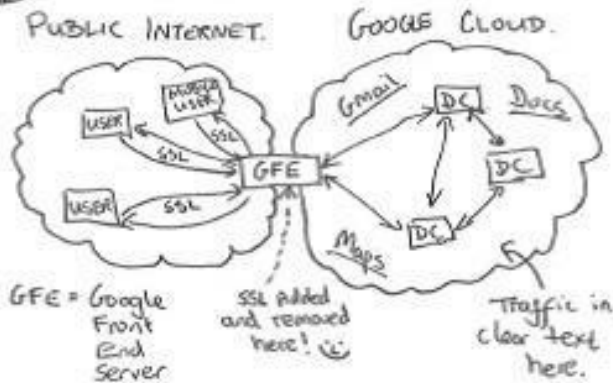 PUBLIC INTERNET.
GOOGLE CLOUD.
MOBILE
USER
USER
SSL
SSL
USER
SSL
GFE
Gmail
DC
Docs
DC
DC
Maps
GFE = Google
Front
End
Server
SSL Added
and removed
here!
Traffic in
clear text
here.